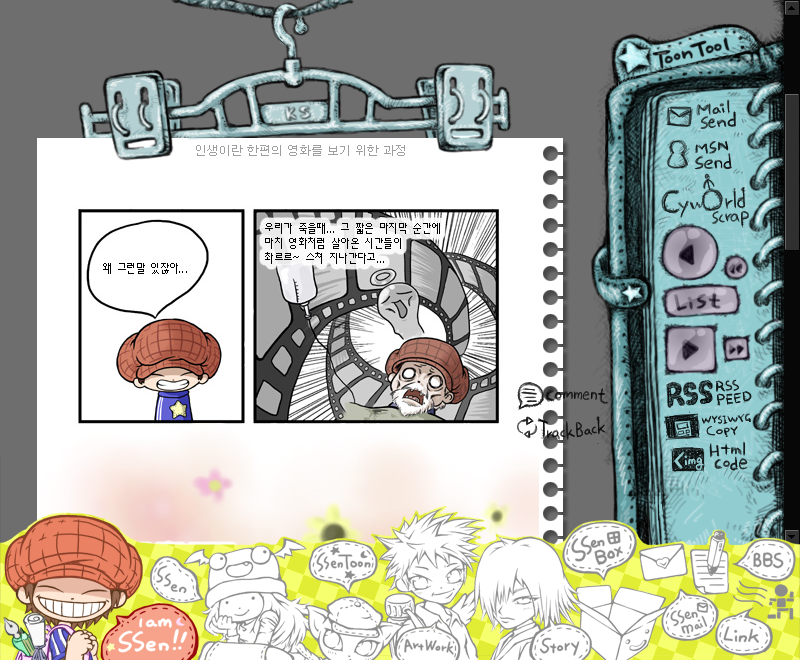 KS
인생이란 한편의 영화를 보기 위한 과정
왜 그런말 있잖아...
우리가 죽을때... 그 짧은 마지막 순간에
마치 영화처럼 살아온 시간들이
촤르르~ 스쳐 지나간다고...
comment
TrackBack
ToonTool
Mail
Send
MSN
Send
CyWOrld
scrap
LiSt
RSS
RSS
FEED
WYSIWYG
COPY
<img
Html
code
SSen
SSenToon
SSen
Box
BBS
i am
SSen!!
ArtWork
Story
SSen
mail
Link